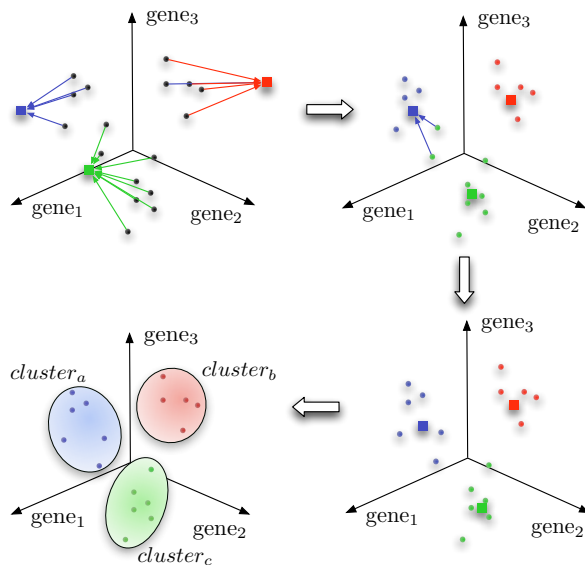 gene₃
gene₁
gene₂
gene₃
gene₁
gene₂
gene₃
cluster_a
cluster_b
gene₁
gene₂
cluster_c
gene₃
gene₁
gene₂